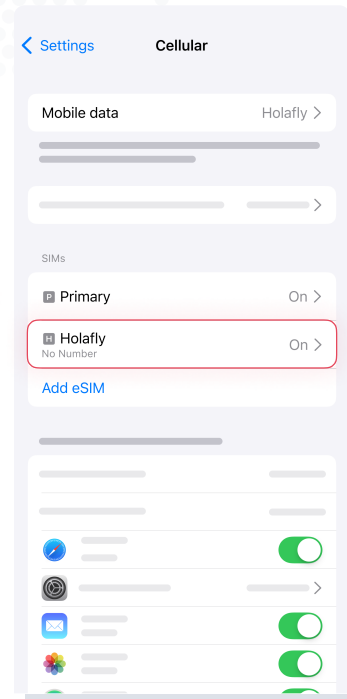 Settings
Cellular
Mobile data
Holafly
SIMs
P Primary
On
H Holafly
No Number
On
Add eSIM